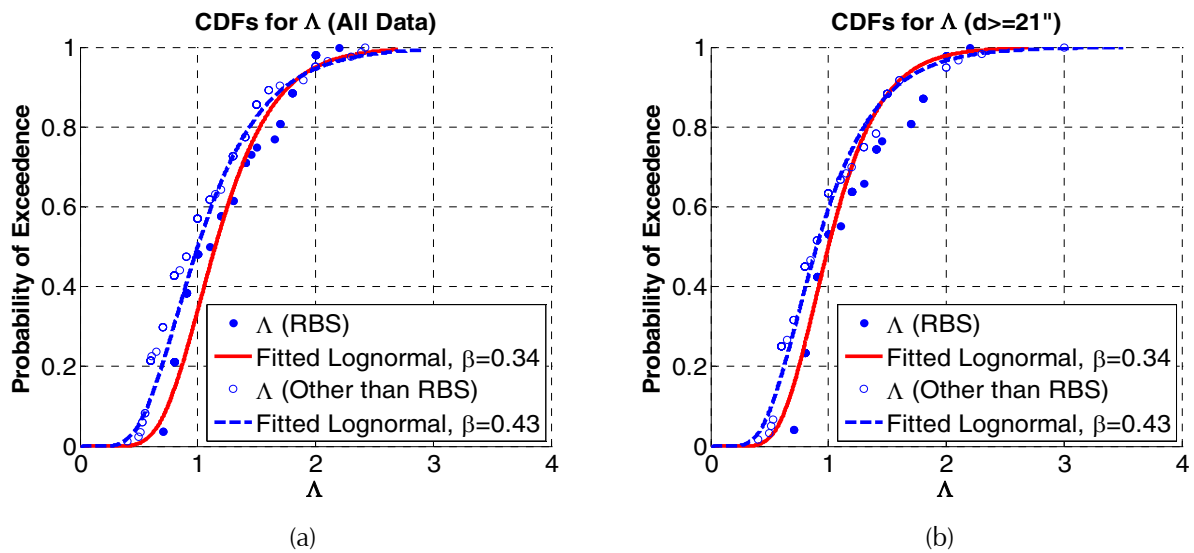 CDFs for Λ (All Data)
Probability of Exceedence
1
0.8
0.6
0.4
0.2
0
0 1 2 3 4
Λ
Λ (RBS)
Fitted Lognormal, β=0.34
Λ (Other than RBS)
Fitted Lognormal, β=0.43
(a)
CDFs for Λ (d>=21")
Probability of Exceedence
1
0.8
0.6
0.4
0.2
0
0 1 2 3 4
Λ
Λ (RBS)
Fitted Lognormal, β=0.34
Λ (Other than RBS)
Fitted Lognormal, β=0.43
(b)